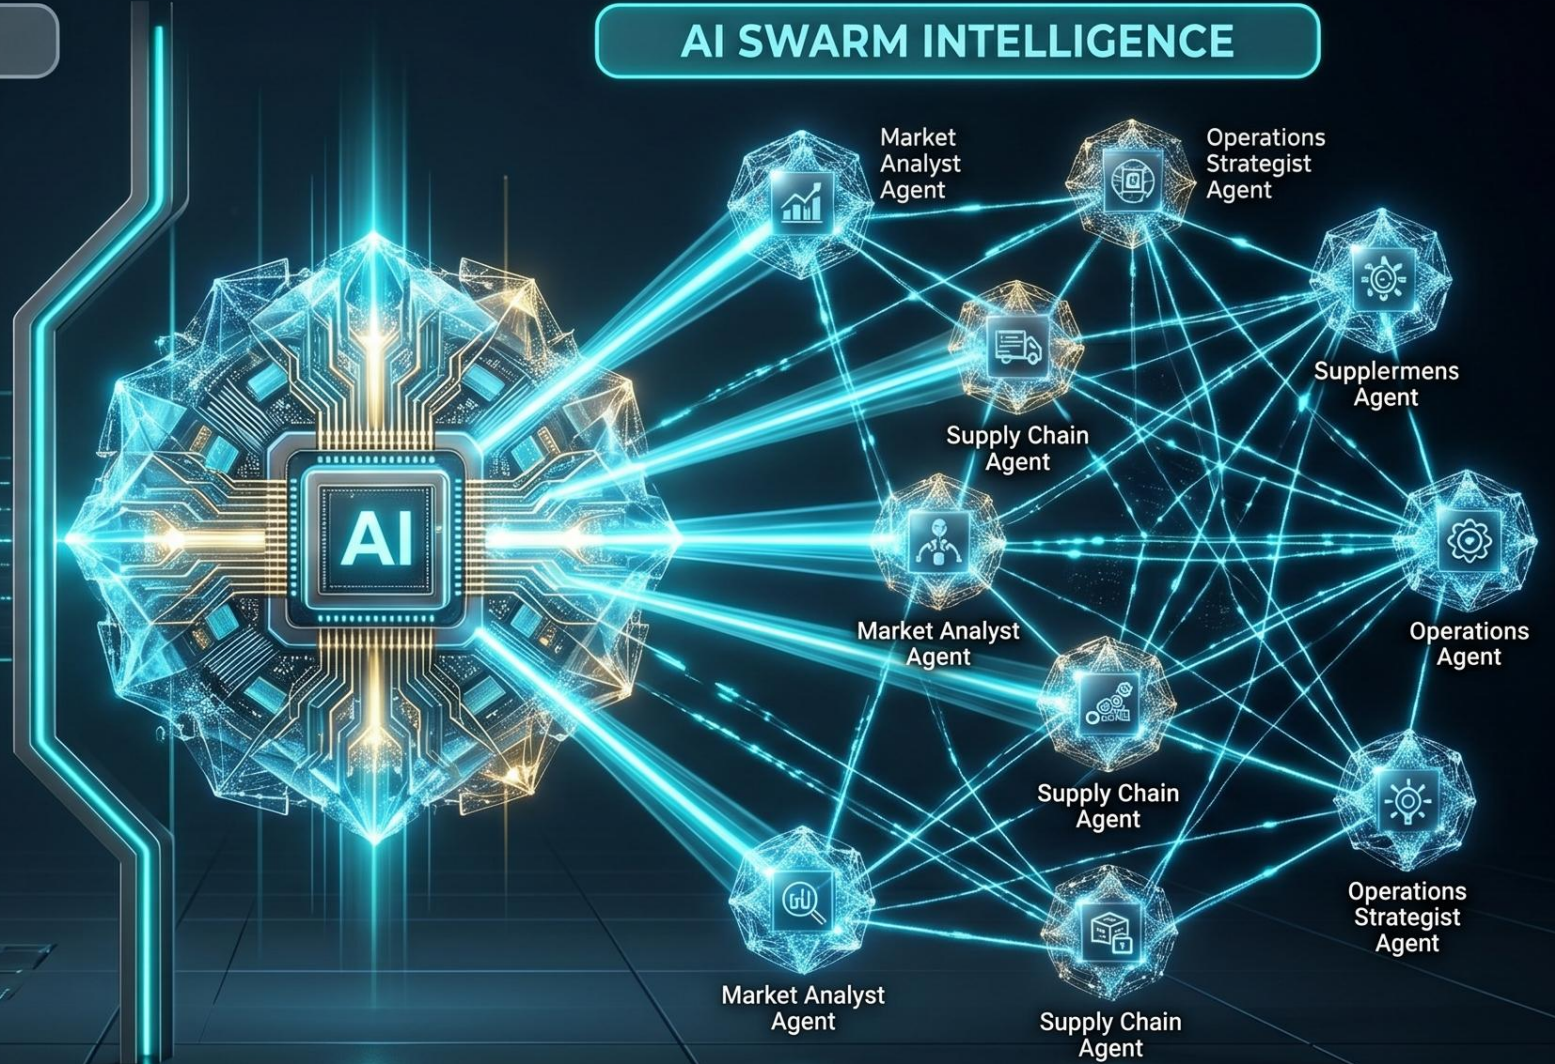 AI SWARM INTELLIGENCE
Market
Analyst
Agent
Operations
Strategist
Agent
Supplermens
Agent
Supply Chain
Agent
AI
Market Analyst
Agent
Operations
Agent
Supply Chain
Agent
Operations
Strategist
Agent
Market Analyst
Agent
Supply Chain
Agent